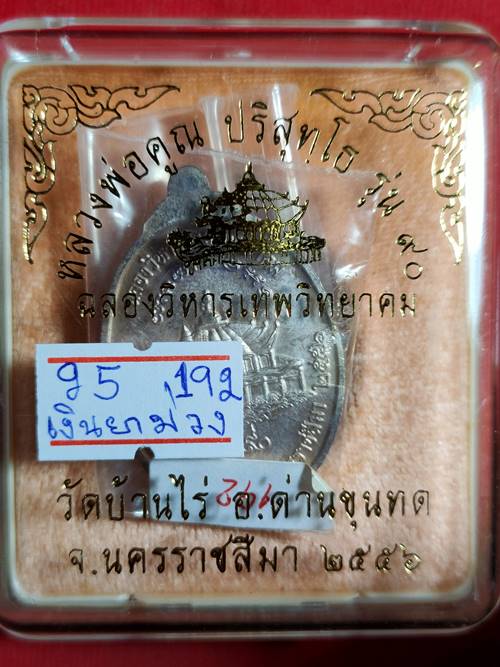 หลวงพ่อคูณ ปริสุทโธ รุ่น ๙๐
ฉลองวิหารเทพวิทยาคม
95 192
เงินยาม่วง
วัดบ้านไร่ อ.ด่านขุนทด
จ.นครราชสีมา ๒๕๕๖